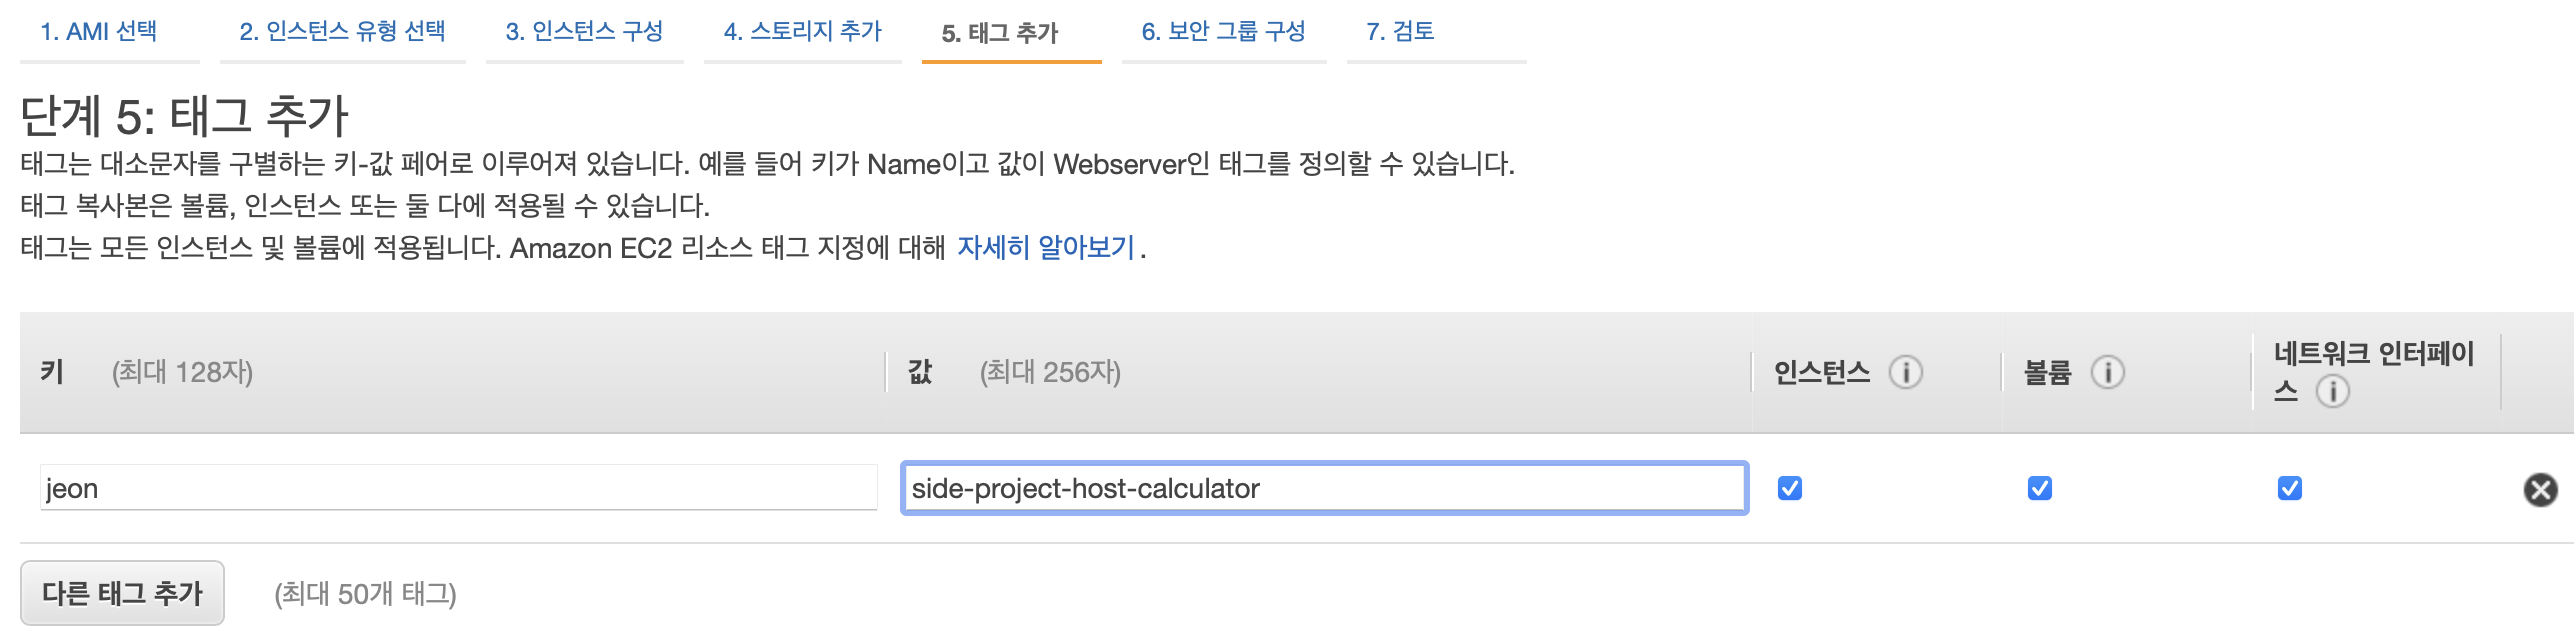 1. AMI 선택 2. 인스턴스 유형 선택 3. 인스턴스 구성 4. 스토리지 추가 5. 태그 추가 6. 보안 그룹 구성 7. 검토
단계 5: 태그 추가
태그는 대소문자를 구별하는 키-값 페어로 이루어져 있습니다. 예를 들어 키가 Name이고 값이 Webserver인 태그를 정의할 수 있습니다.
태그 복사본은 볼륨, 인스턴스 또는 둘 다에 적용될 수 있습니다.
태그는 모든 인스턴스 및 볼륨에 적용됩니다. Amazon EC2 리소스 태그 지정에 대해 자세히 알아보기.
키 (최대 128자) 값 (최대 256자) 인스턴스 볼륨 네트워크 인터페이
스
jeon side-project-host-calculator
다른 태그 추가 (최대 50개 태그)